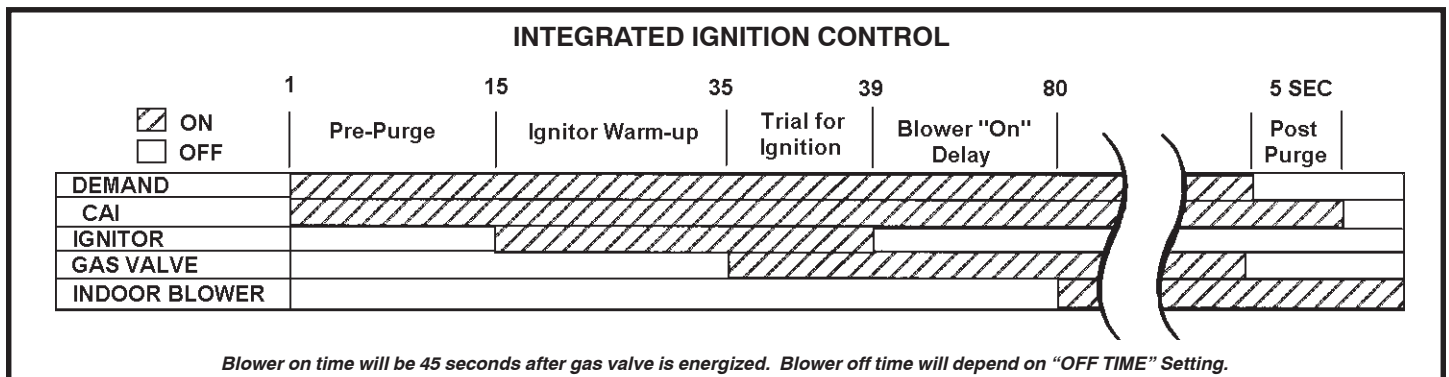 INTEGRATED IGNITION CONTROL
1 15 35 39 80 5 SEC
ON
OFF
Pre-Purge
Ignitor Warm-up
Trial for
Ignition
Blower "On"
Delay
Post
Purge
DEMAND
CAI
IGNITOR
GAS VALVE
INDOOR BLOWER
Blower on time will be 45 seconds after gas valve is energized. Blower off time will depend on “OFF TIME” Setting.